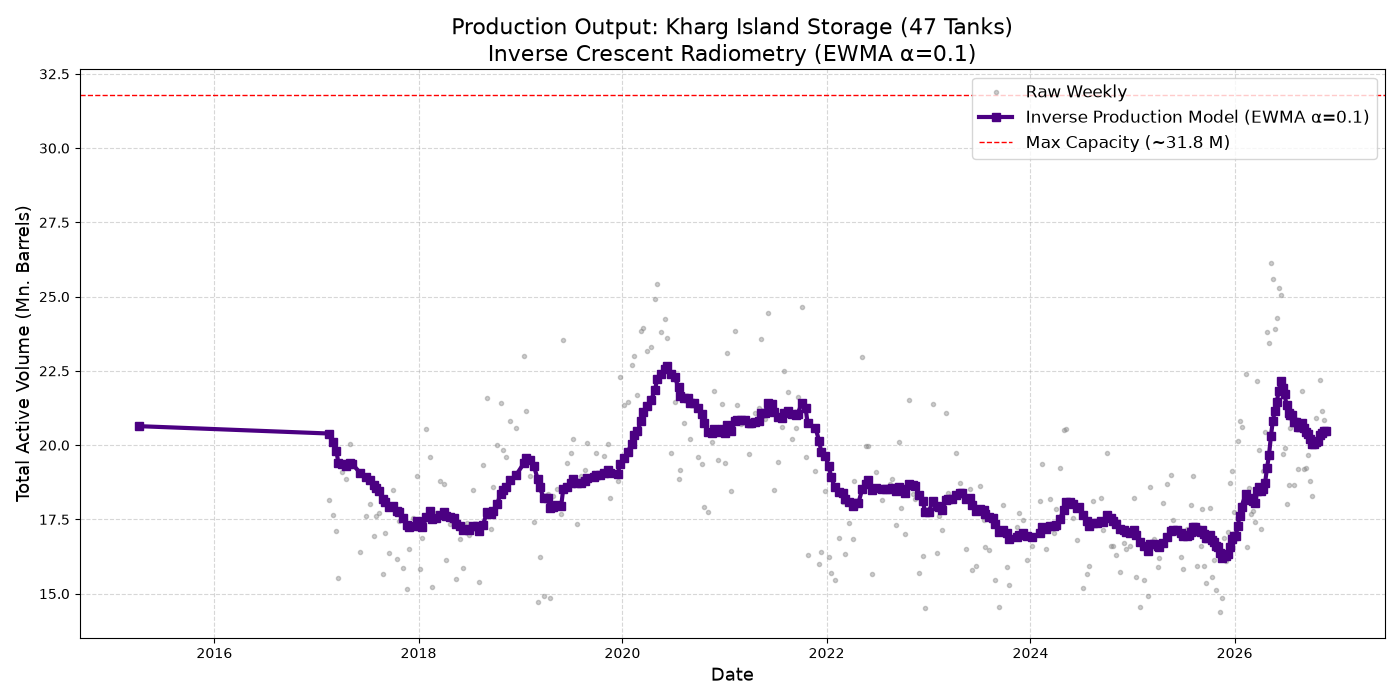 Production Output: Kharg Island Storage (47 Tanks)
Inverse Crescent Radiometry (EWMA α=0.1)
Raw Weekly
Inverse Production Model (EWMA α=0.1)
Max Capacity (~31.8 M)
Total Active Volume (Mn. Barrels)
32.5
30.0
27.5
25.0
22.5
20.0
17.5
15.0
2016
2018
2020
2022
2024
2026
Date